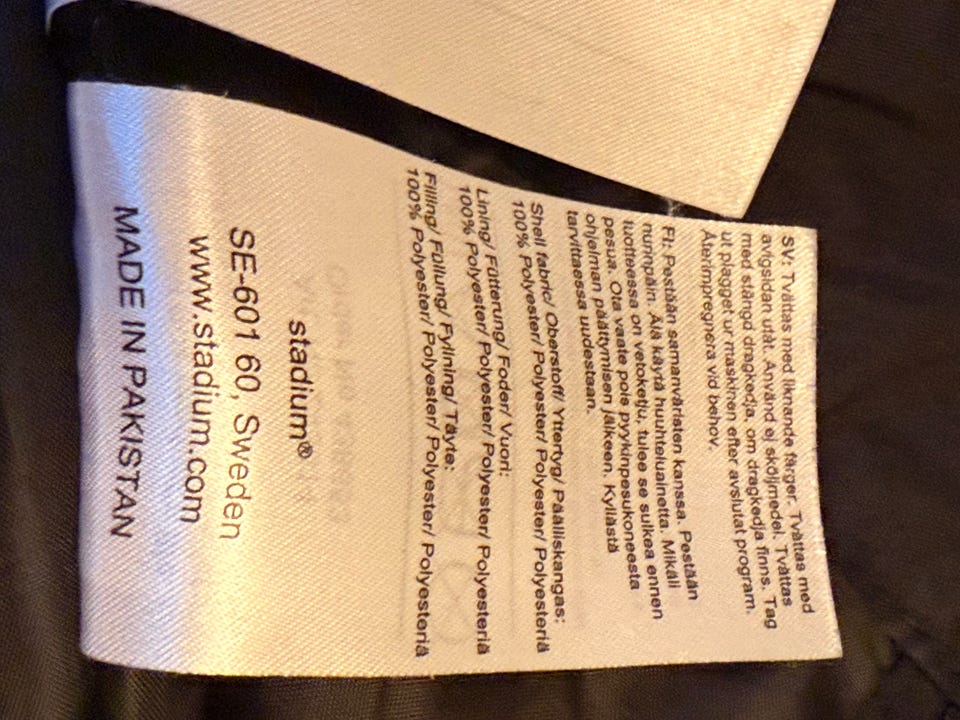 SV: Tvättas med liknande färger. Tvättas med
avigsidan utåt. Använd ej sköljmedel. Tvättas
med stängd dragkedja, om dragkedja finns. Tag
ut plagget ur maskinen efter avslutat program.
Återimpregnera vid behov.
FI: Pestään samanväristen kanssa. Pestään
nurinpäin. Älä käytä huuhteluainetta. Mikäli
tuotteessa on vetoketju, tulee se sulkea ennen
pesua. Ota vaate pois pyykinpesukoneesta
ohjelman päättymisen jälkeen. Kyllästä
tarvittaessa uudestaan.
Shell fabric/ Oberstoff/ Yttertyg/ Päälliskangas:
100% Polyester/ Polyester/ Polyester/ Polyesteriä
Lining/ Fütterung/ Foder/ Vuori:
100% Polyester/ Polyester/ Polyester/ Polyesteriä
Filling/ Füllung/ Fyllning/ Täyte:
100% Polyester/ Polyester/ Polyester/ Polyesteriä
stadium®
SE-601 60, Sweden
www.stadium.com
MADE IN PAKISTAN